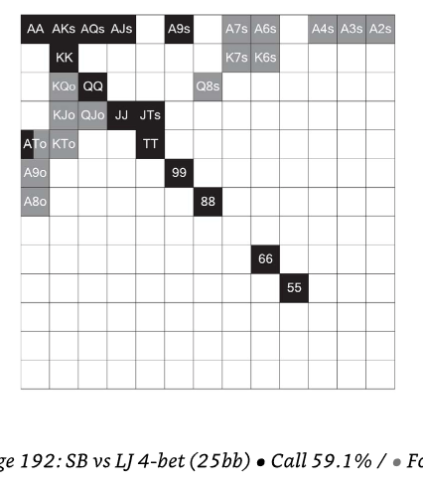 AA AKs AQs AJs A9s A7s A6s A4s A3s A2s
KK K7s K6s
KQo QQ Q8s
KJo QJo JJ JTs
ATo KTo TT
A9o 99
A8o 88
66
55
192: SB vs LJ 4-bet (25bb) • Call 59.1% / •